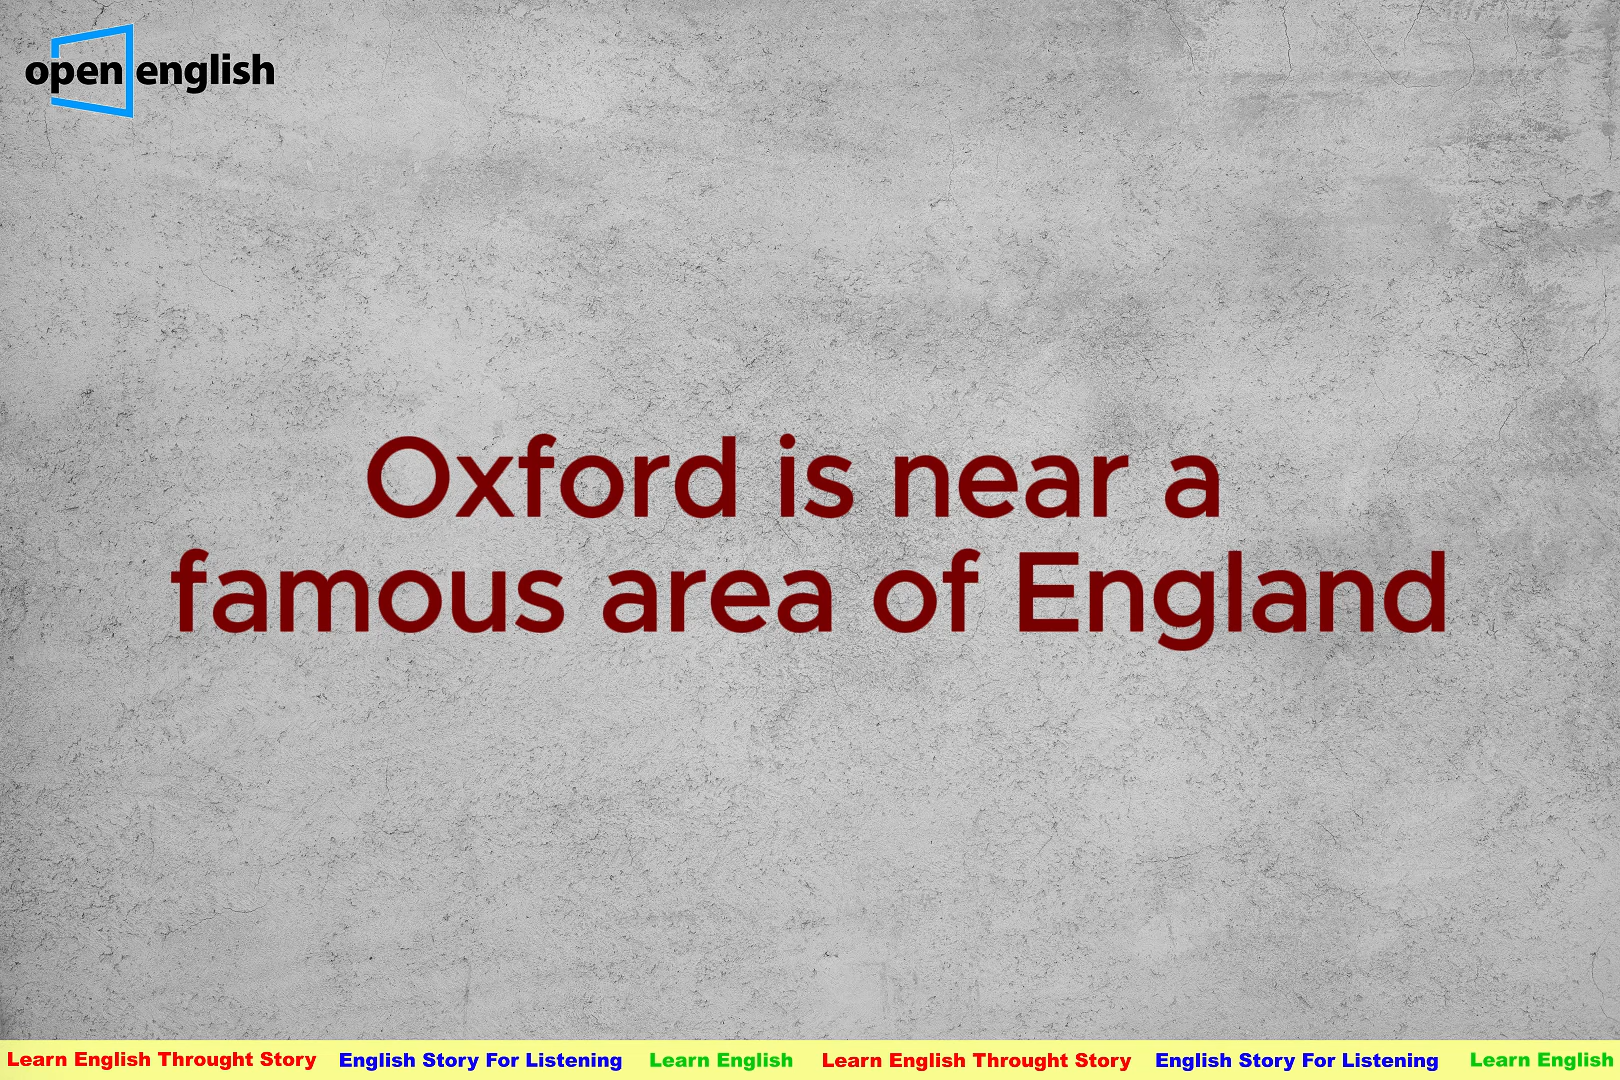 open english
Oxford is near a
famous area of England
Learn English Throught Story English Story For Listening Learn English Learn English Throught Story English Story For Listening Learn English